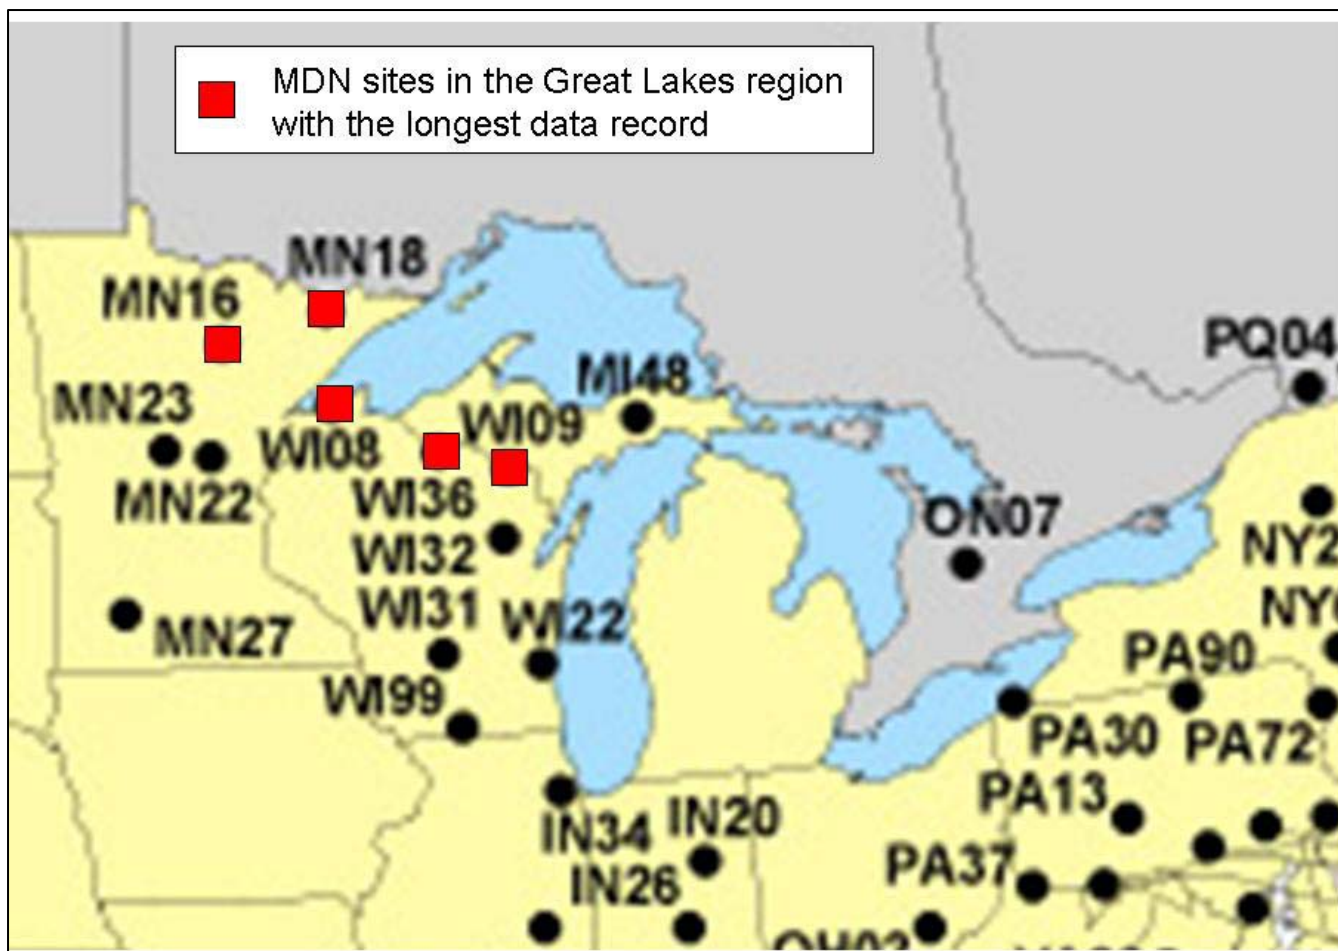 MDN sites in the Great Lakes region
with the longest data record
MN18
MN16
PQ04
MI48
MN23
WI09
WI08
WI36
MN22
ON07
WI32
WI31
WI22
MN27
PA90
WI99
PA30
PA72
PA13
IN20
IN34
PA37
IN26